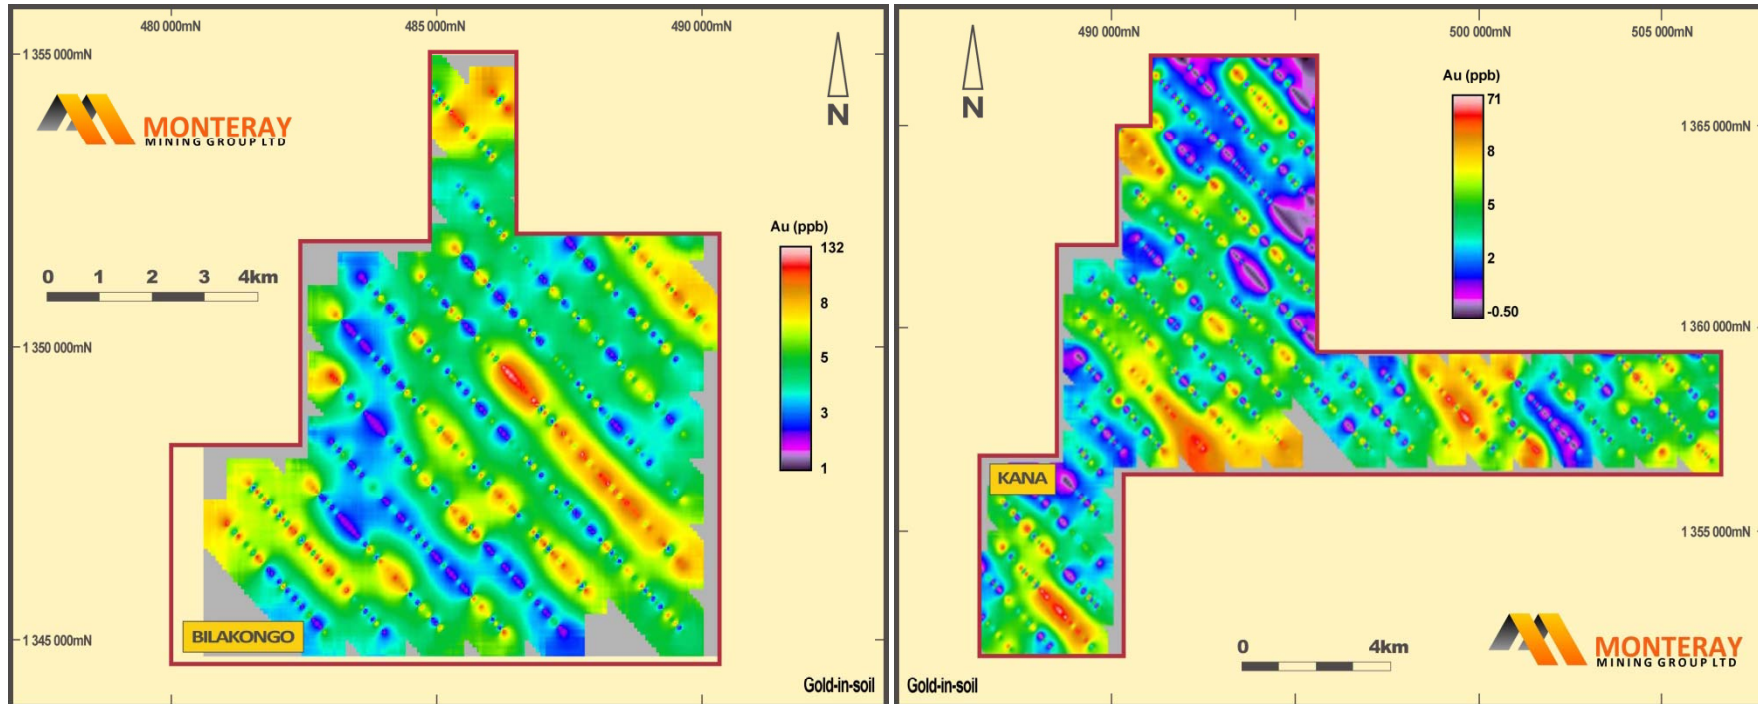 480 000mN
485 000mN
490 000mN
1 355 000mN
N
MONTERAY
MINING GROUP LTD
Au (ppb)
132
8
5
3
1
0 1 2 3 4km
1 350 000mN
BILAKONGO
1 345 000mN
Gold-in-soil
490 000mN
500 000mN
505 000mN
N
Au (ppb)
71
8
5
2
-0.50
1 365 000mN
1 360 000mN
KANA
1 355 000mN
0 4km
MONTERAY
MINING GROUP LTD
Gold-in-soil